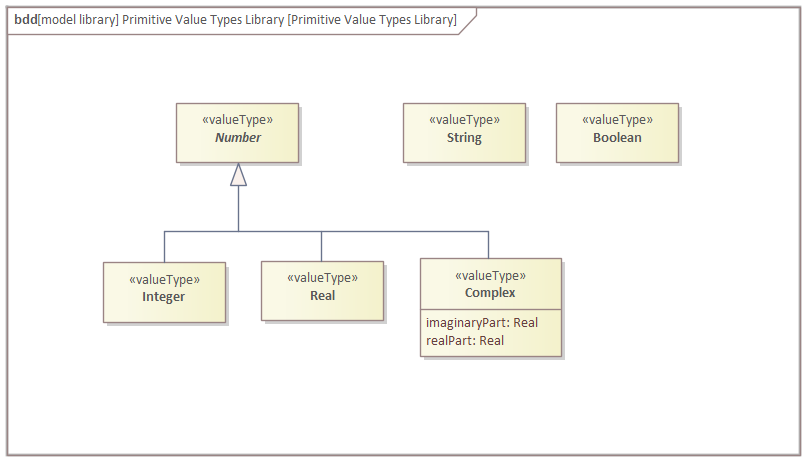 bdd[model library] Primitive Value Types Library [Primitive Value Types Library]
«valueType»
Number
«valueType»
String
«valueType»
Boolean
«valueType»
Integer
«valueType»
Real
«valueType»
Complex
imaginaryPart: Real
realPart: Real